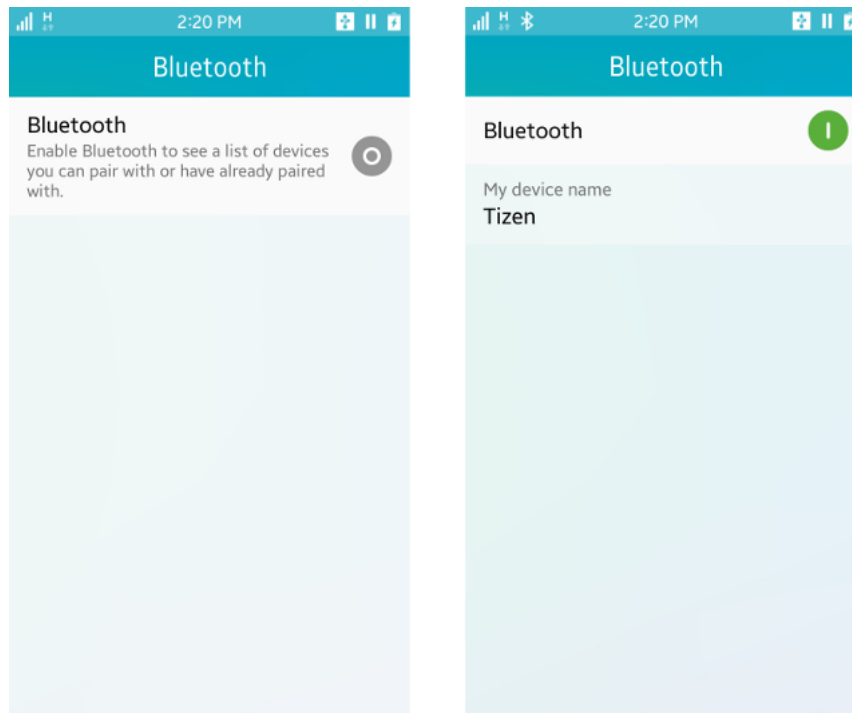 H 2:20 PM
Bluetooth
Bluetooth
Enable Bluetooth to see a list of devices
you can pair with or have already paired
with.
H 2:20 PM
Bluetooth
Bluetooth
My device name
Tizen